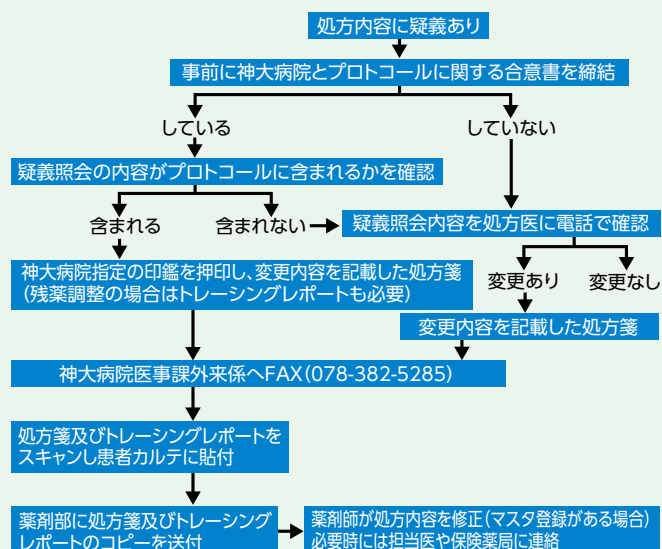 処方内容に疑義あり
事前に神大病院とプロトコールに関する合意書を締結
している
していない
疑義照会の内容がプロトコールに含まれるかを確認
含まれる
含まれない
疑義照会内容を処方医に電話で確認
神大病院指定の印鑑を押印し、変更内容を記載した処方箋
(残薬調整の場合はトレーシングレポートも必要)
変更あり
変更なし
変更内容を記載した処方箋
神大病院医事課外来係へFAX(078-382-5285)
処方箋及びトレーシングレポートを
スキャンし患者カルテに貼付
薬剤部に処方箋及びトレーシング
レポートのコピーを送付
薬剤師が処方内容を修正(マスタ登録がある場合)
必要時には担当医や保険薬局に連絡